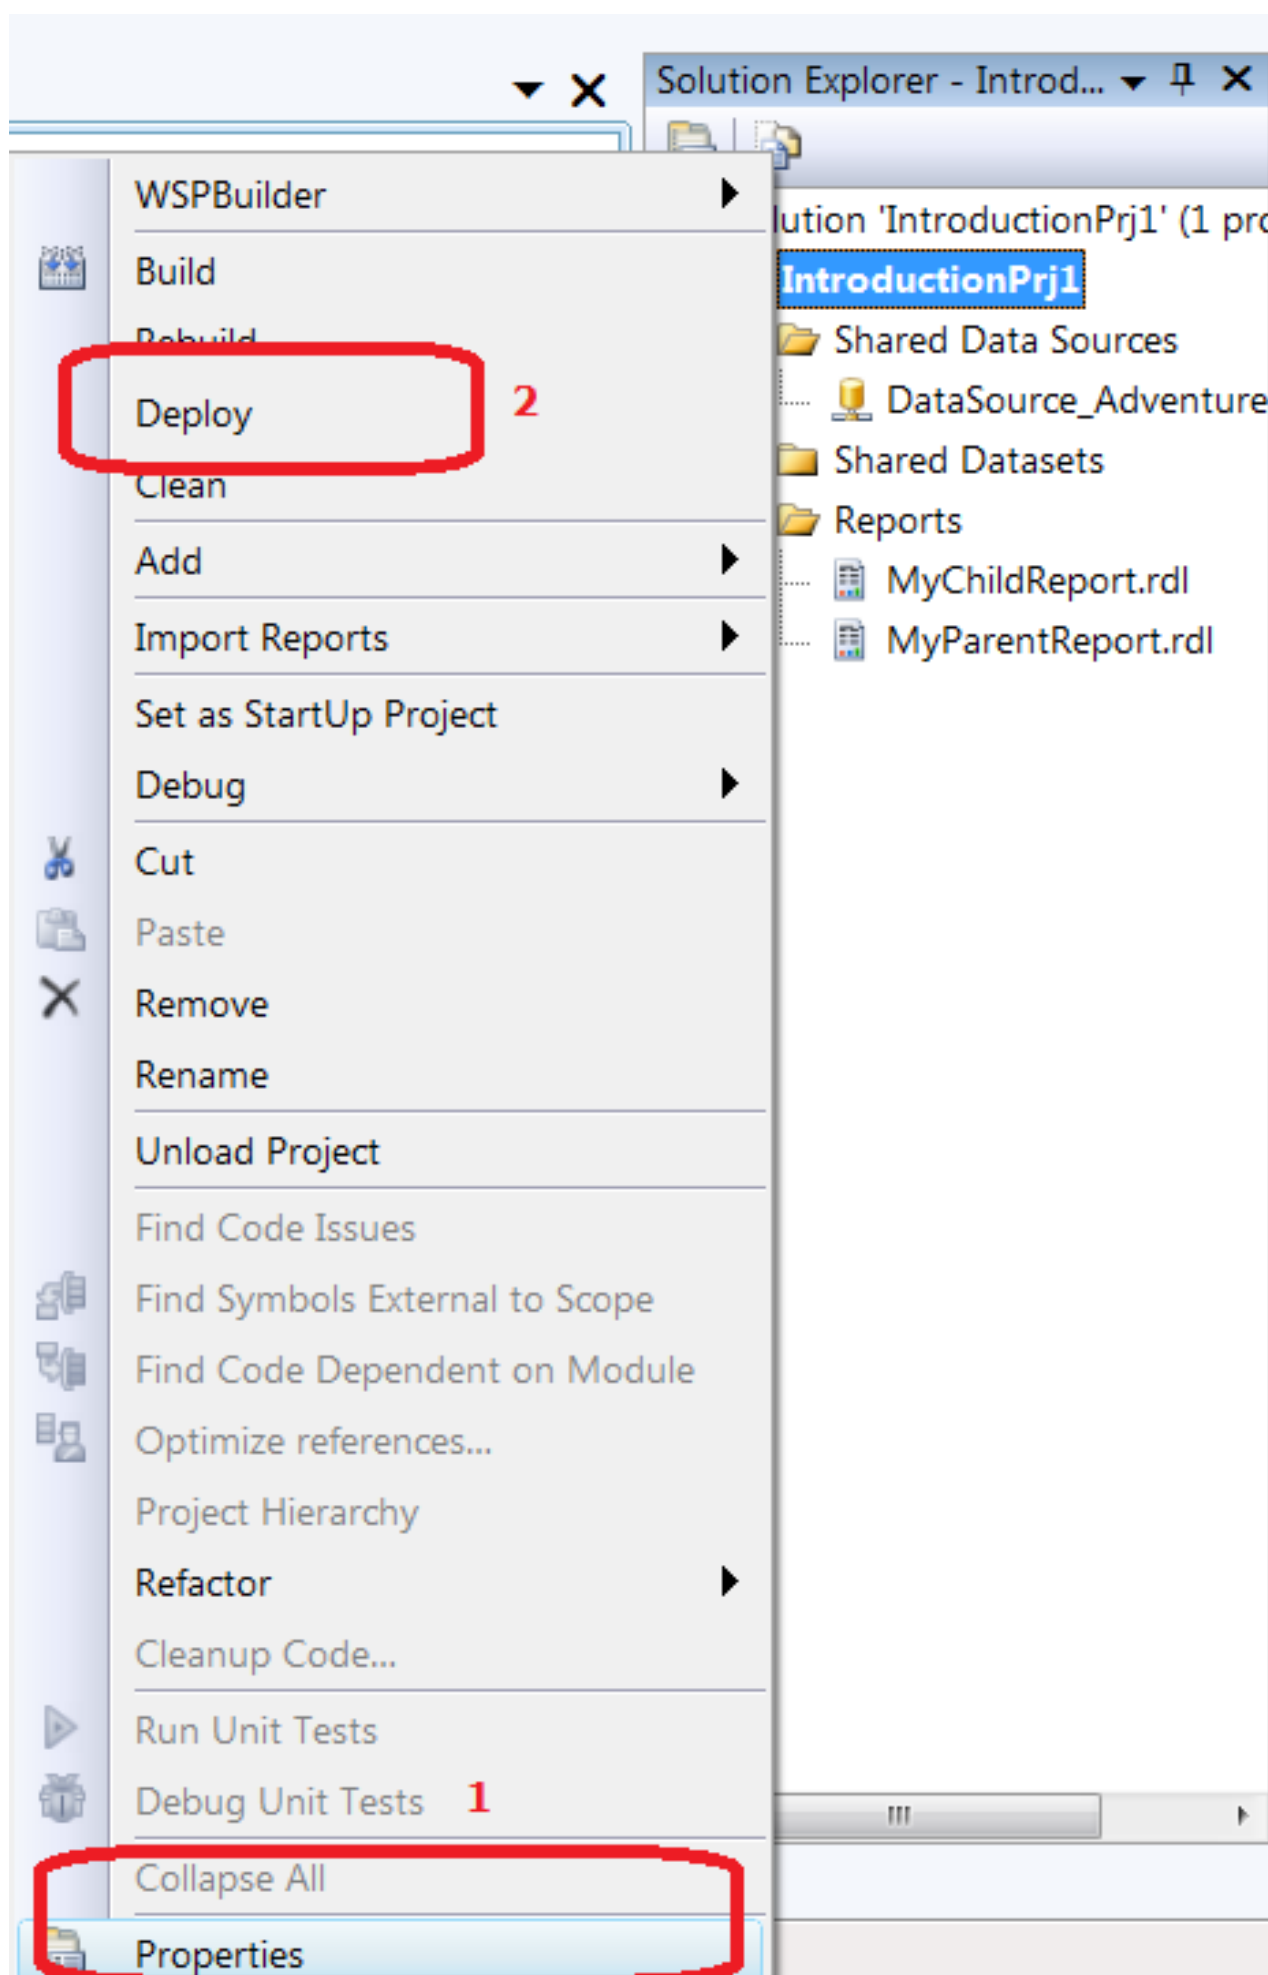 Solution Explorer - Introd...
WSPBuilder
Build
Rebuild
Deploy
2
Clean
Add
Import Reports
Set as StartUp Project
Debug
Cut
Paste
Remove
Rename
Unload Project
Find Code Issues
Find Symbols External to Scope
Find Code Dependent on Module
Optimize references...
Project Hierarchy
Refactor
Cleanup Code...
Run Unit Tests
Debug Unit Tests
1
Collapse All
Properties
lution 'IntroductionPrj1' (1 pro
IntroductionPrj1
Shared Data Sources
DataSource_Adventure
Shared Datasets
Reports
MyChildReport.rdl
MyParentReport.rdl